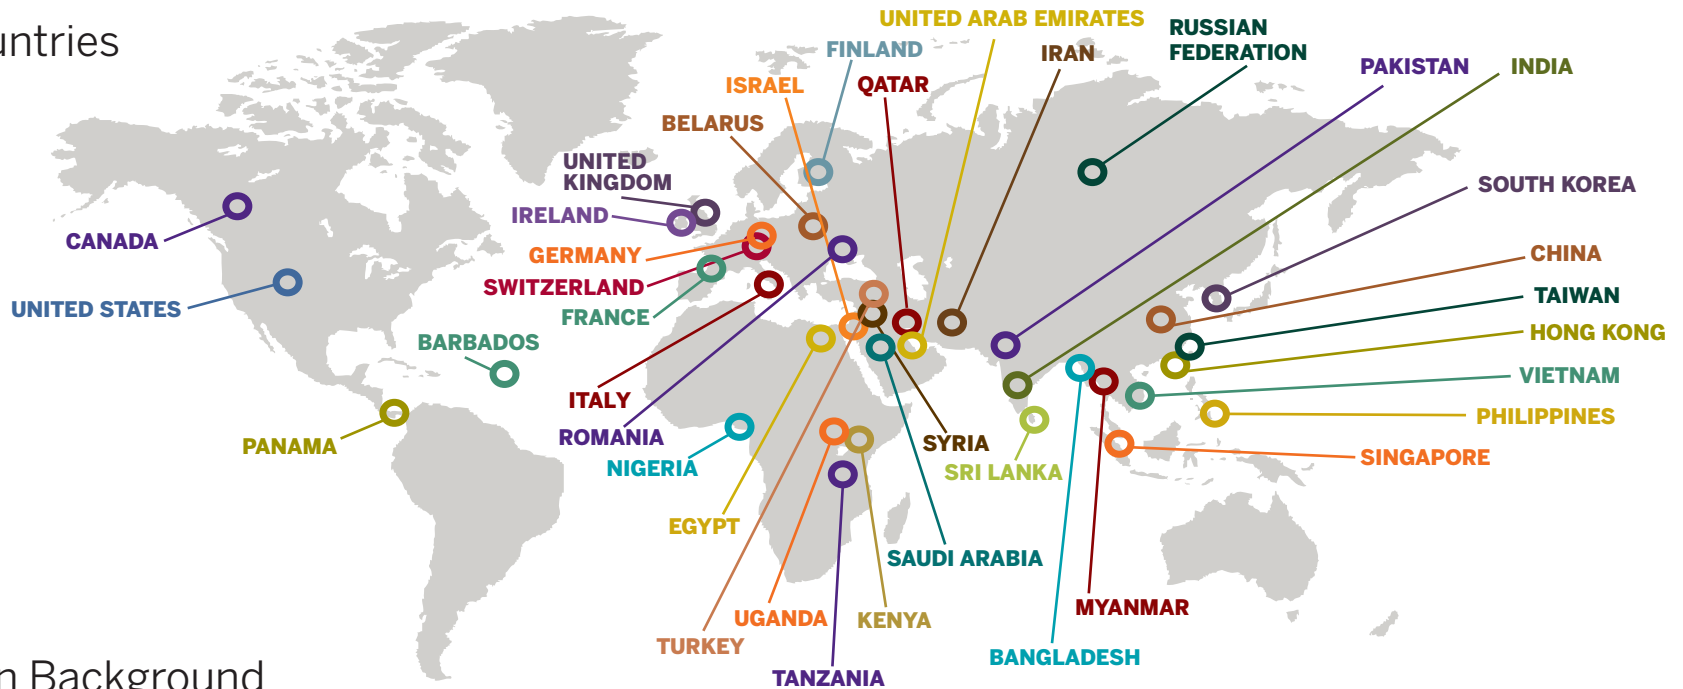 untries
UNITED ARAB EMIRATES
RUSSIAN
FEDERATION
FINLAND
IRAN
PAKISTAN
INDIA
ISRAEL
QATAR
BELARUS
UNITED
KINGDOM
SOUTH KOREA
IRELAND
CANADA
GERMANY
CHINA
SWITZERLAND
TAIWAN
UNITED STATES
FRANCE
HONG KONG
BARBADOS
VIETNAM
ITALY
PHILIPPINES
ROMANIA
PANAMA
SYRIA
SINGAPORE
NIGERIA
SRI LANKA
EGYPT
SAUDI ARABIA
MYANMAR
UGANDA
KENYA
TURKEY
BANGLADESH
TANZANIA
n Background